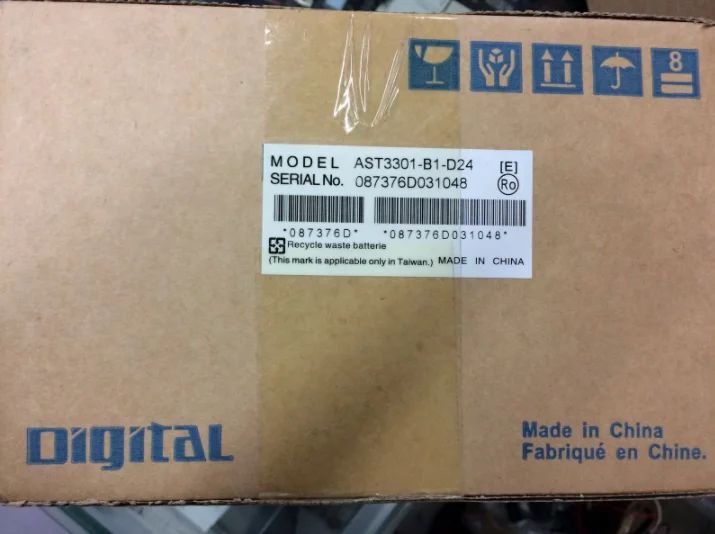 8
MODEL AST3301-B1-D24 [E]
SERIAL No. 087376D031048 Ro
*087376D* *087376D031048*
Recycle waste batterie
(This mark is applicable only in Taiwan.) MADE IN CHINA
Digital
Made in China
Fabriqué en Chine.